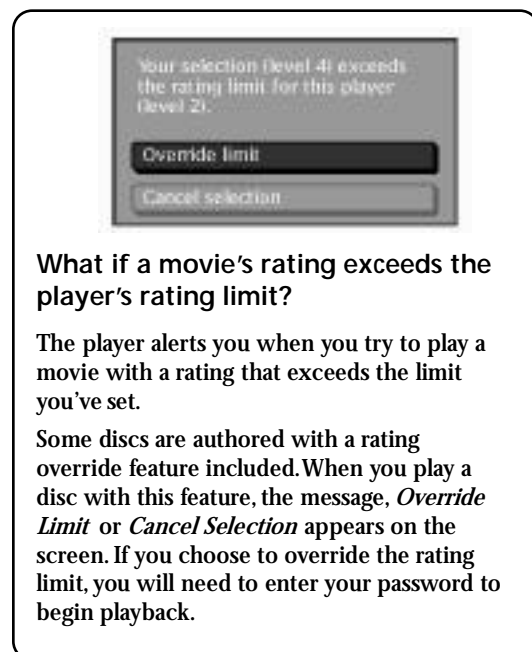 Your selection (level 4) exceeds
the rating limit for this player
(level 2).
Override limit
Cancel selection
What if a movie's rating exceeds the
player's rating limit?
The player alerts you when you try to play a
movie with a rating that exceeds the limit
you've set.
Some discs are authored with a rating
override feature included. When you play a
disc with this feature, the message, Override
Limit or Cancel Selection appears on the
screen. If you choose to override the rating
limit, you will need to enter your password to
begin playback.